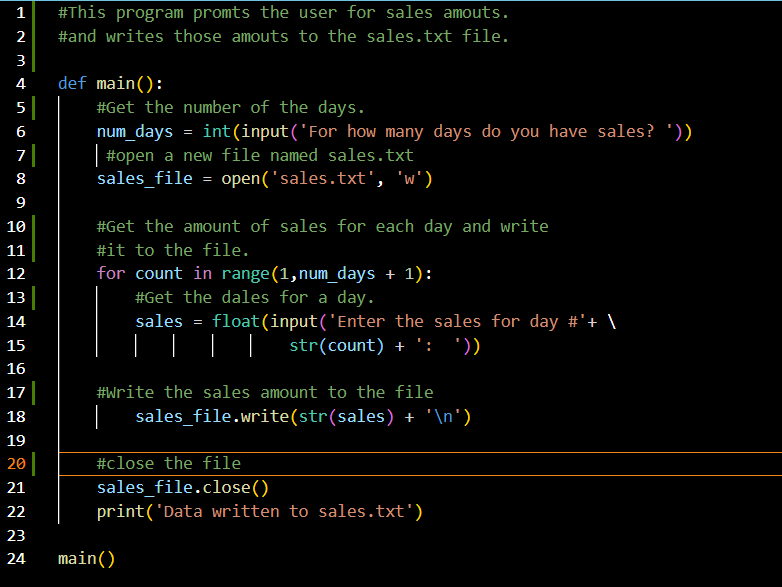 1 #This program promts the user for sales amouts.
2 #and writes those amouts to the sales.txt file.
3
4 def main():
5     #Get the number of the days.
6     num_days = int(input('For how many days do you have sales? '))
7      #open a new file named sales.txt
8     sales_file = open('sales.txt', 'w')
9
10     #Get the amount of sales for each day and write
11     #it to the file.
12     for count in range(1,num_days + 1):
13         #Get the dales for a day.
14         sales = float(input('Enter the sales for day #'+ \
15                         str(count) + ':  '))
16
17     #Write the sales amount to the file
18         sales_file.write(str(sales) + '\n')
19
20     #close the file
21     sales_file.close()
22     print('Data written to sales.txt')
23
24 main()